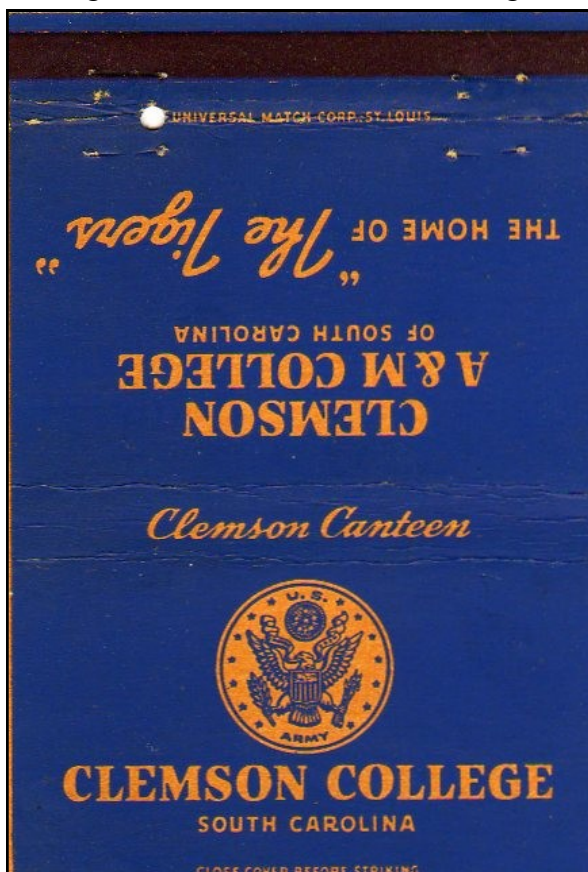 UNIVERSAL MATCH CORP., ST. LOUIS
THE HOME OF "The Tigers"
CLEMSON
A & M COLLEGE
OF SOUTH CAROLINA
Clemson Canteen
U.S.
ARMY
CLEMSON COLLEGE
SOUTH CAROLINA
CLOSE COVER BEFORE STRIKING